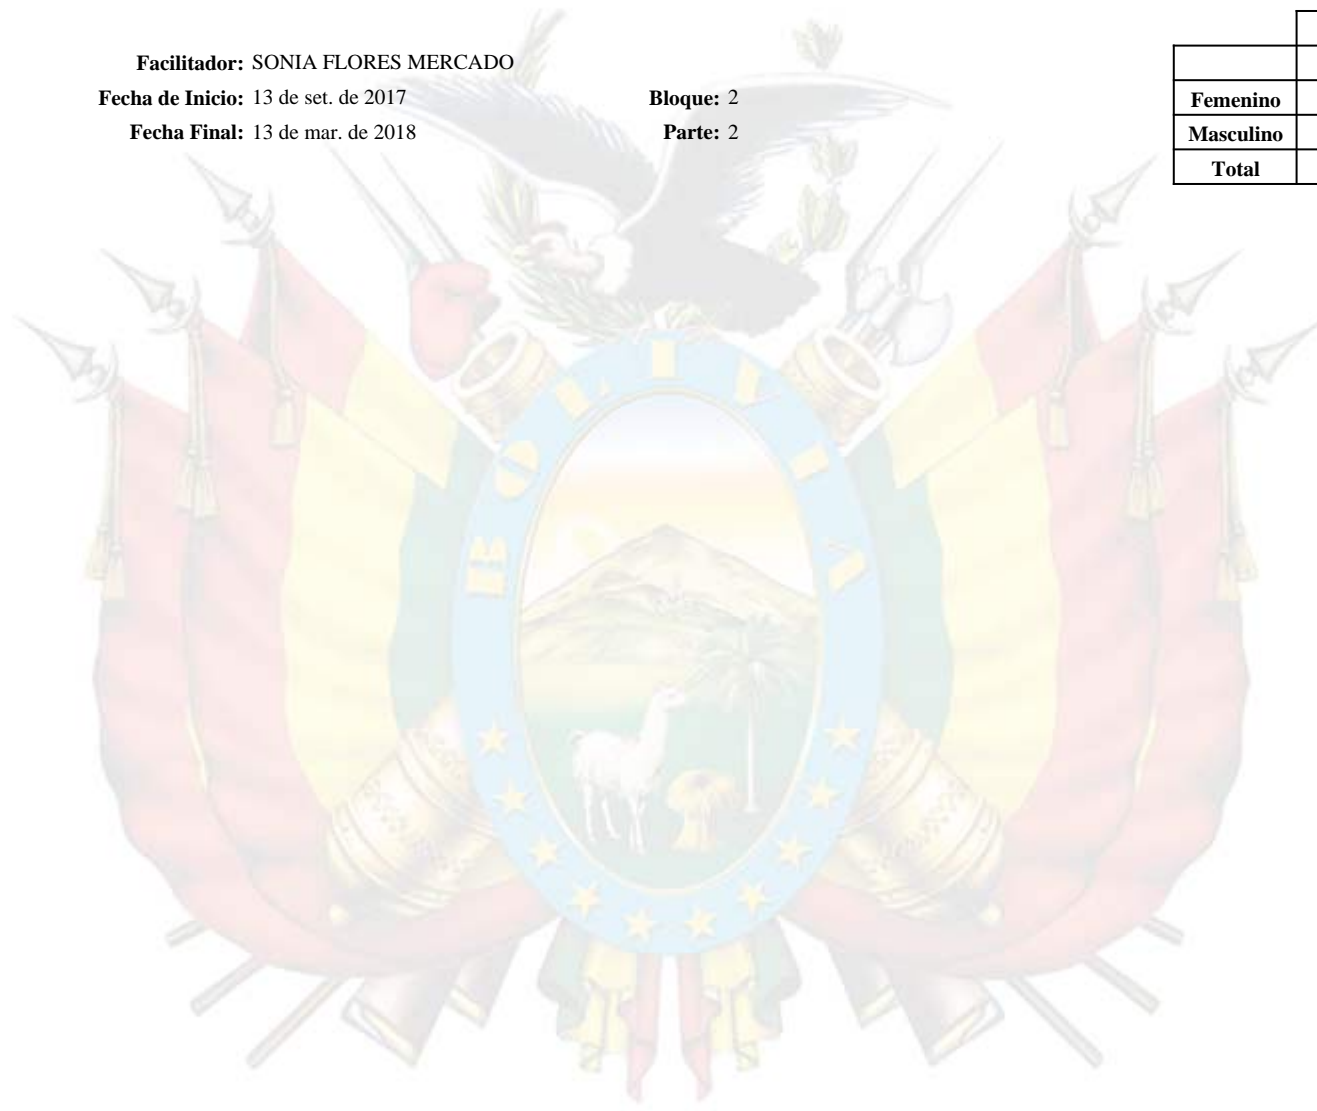 Facilitador: SONIA FLORES MERCADO
Fecha de Inicio: 13 de set. de 2017 Bloque: 2
Fecha Final: 13 de mar. de 2018 Parte: 2
Femenino
Masculino
Total
BOLIVIA